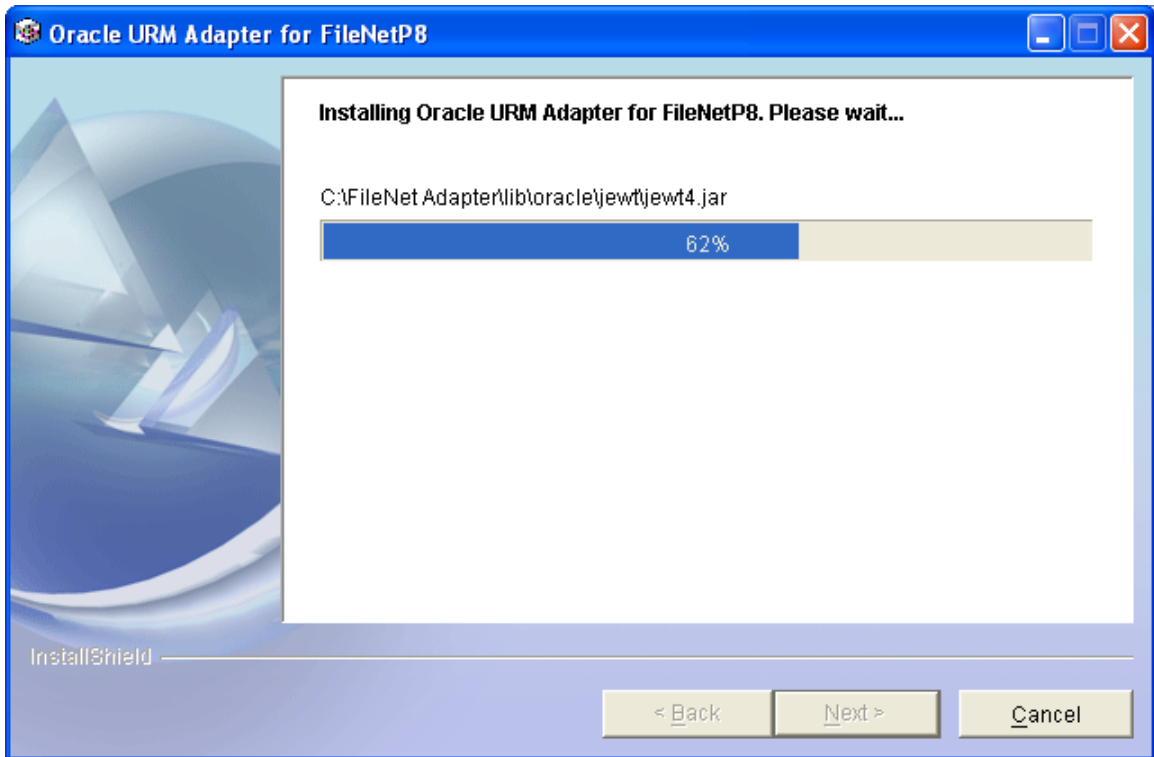 Oracle URM Adapter for FileNetP8
Installing Oracle URM Adapter for FileNetP8. Please wait...
C:\FileNet Adapter\lib\oracle\jewt\jewt4.jar
62%
InstallShield
< Back Next > Cancel